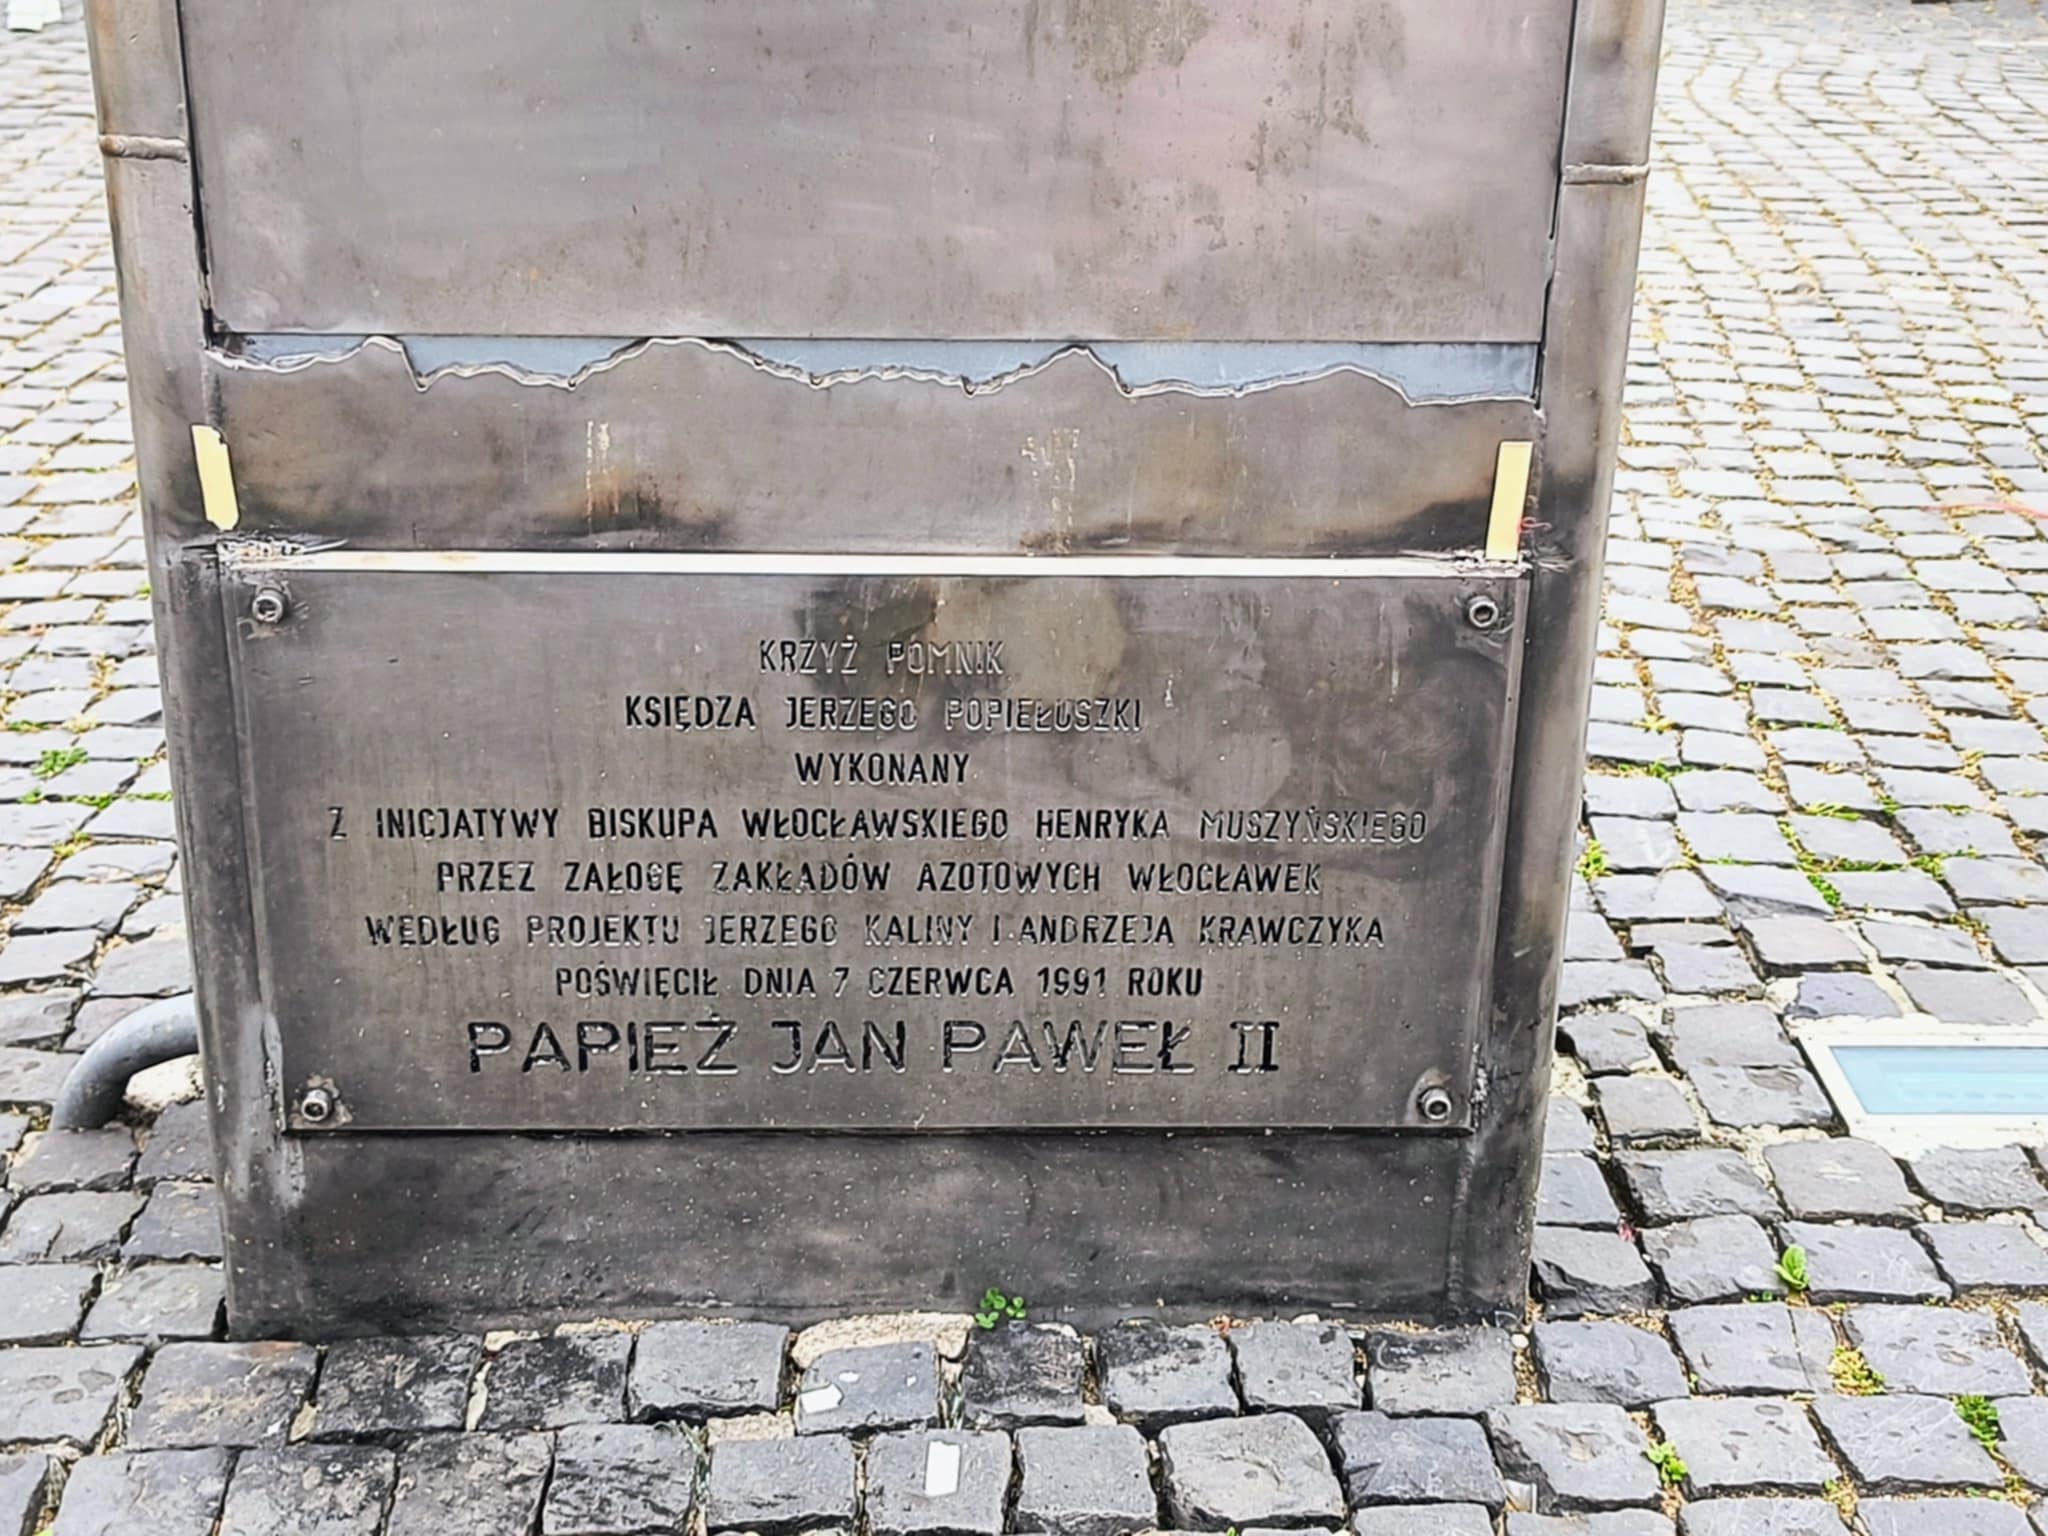 KRZYŻ POMNIK
KSIĘDZA JERZEGO POPIEŁUSZKI
WYKONANY
Z INICJATYWY BISKUPA WŁOCŁAWSKIEGO HENRYKA MUSZYŃSKIEGO
PRZEZ ZAŁOGĘ ZAKŁADÓW AZOTOWYCH WŁOCŁAWEK
WEDŁUG PROJEKTU JERZEGO KALINY I ANDRZEJA KRAWCZYKA
POŚWIĘCIŁ DNIA 7 CZERWCA 1991 ROKU
PAPIEŻ JAN PAWEŁ II